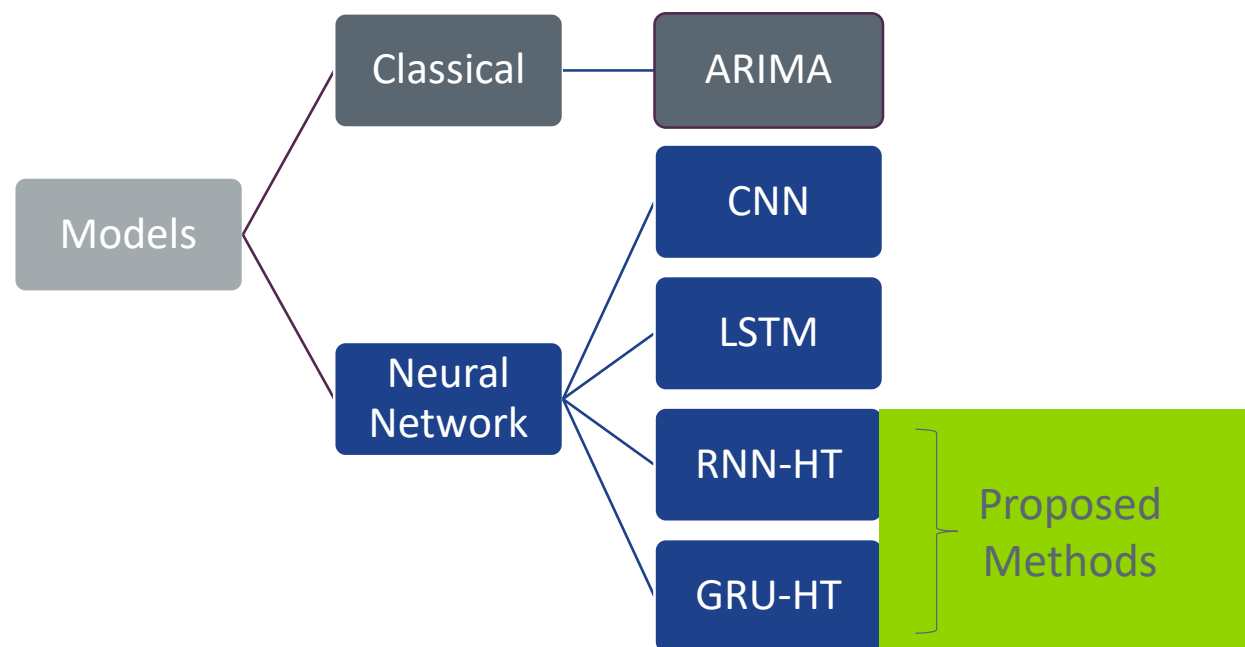 Classical
ARIMA
Models
CNN
LSTM
Neural
Network
RNN-HT
GRU-HT
Proposed
Methods